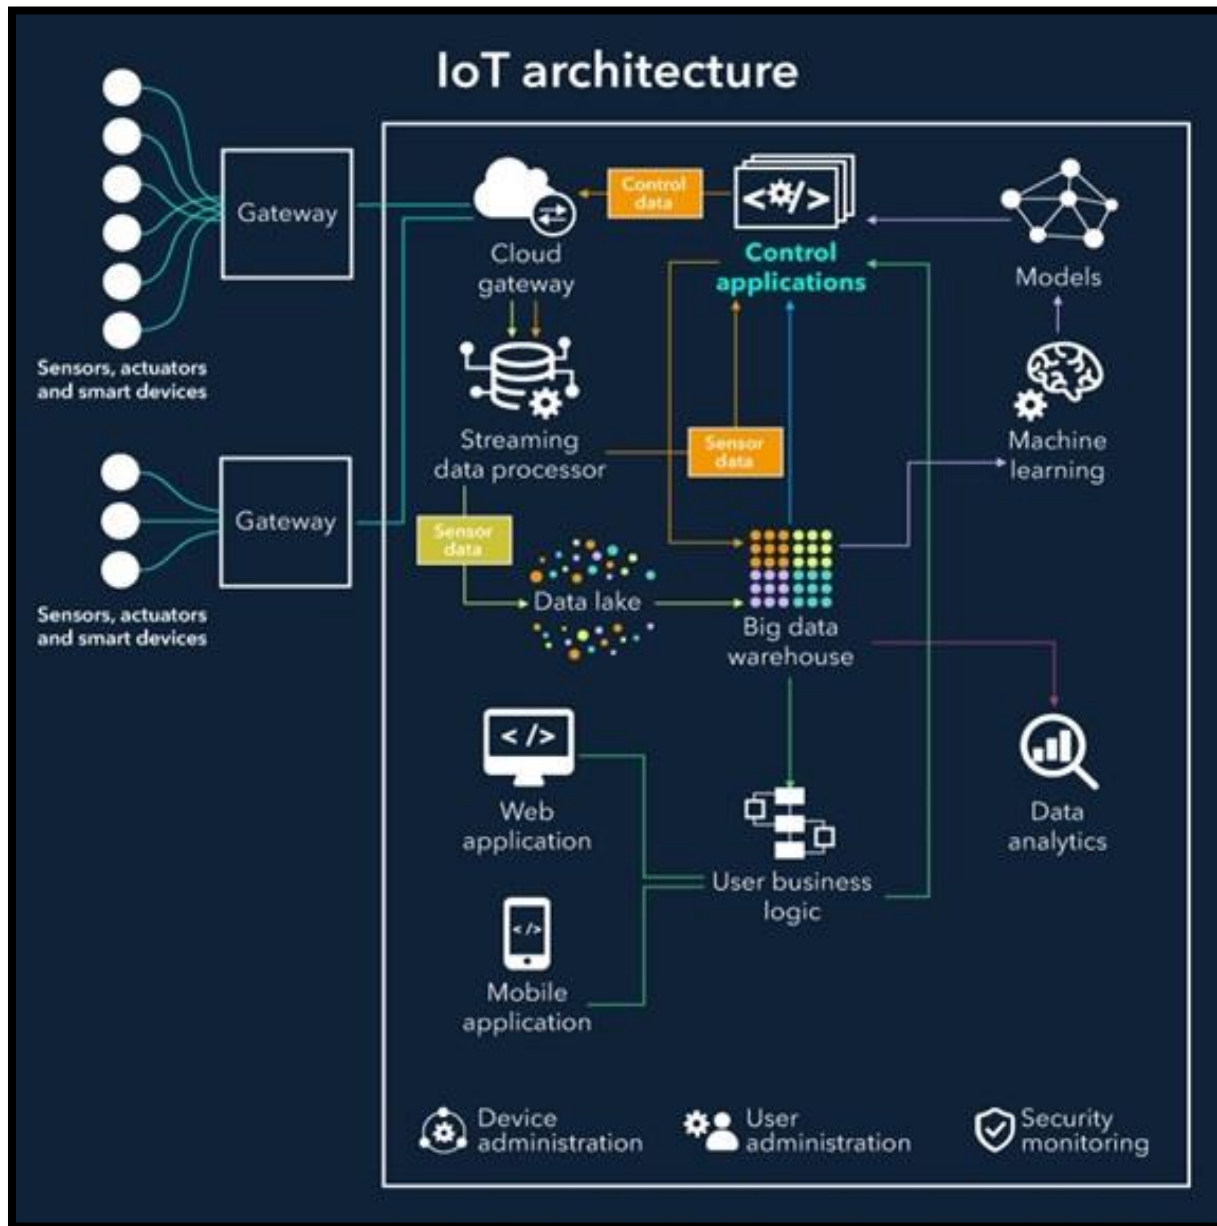 IoT architecture
Gateway
Sensors, actuators
and smart devices
Gateway
Sensors, actuators
and smart devices
Cloud
gateway
Control
data
</>
Control
applications
Models
Streaming
data processor
Sensor
data
Machine
learning
Sensor
data
Data lake
Big data
warehouse
</>
Web
application
User business
logic
Data
analytics
</>
Mobile
application
Device
administration
User
administration
Security
monitoring